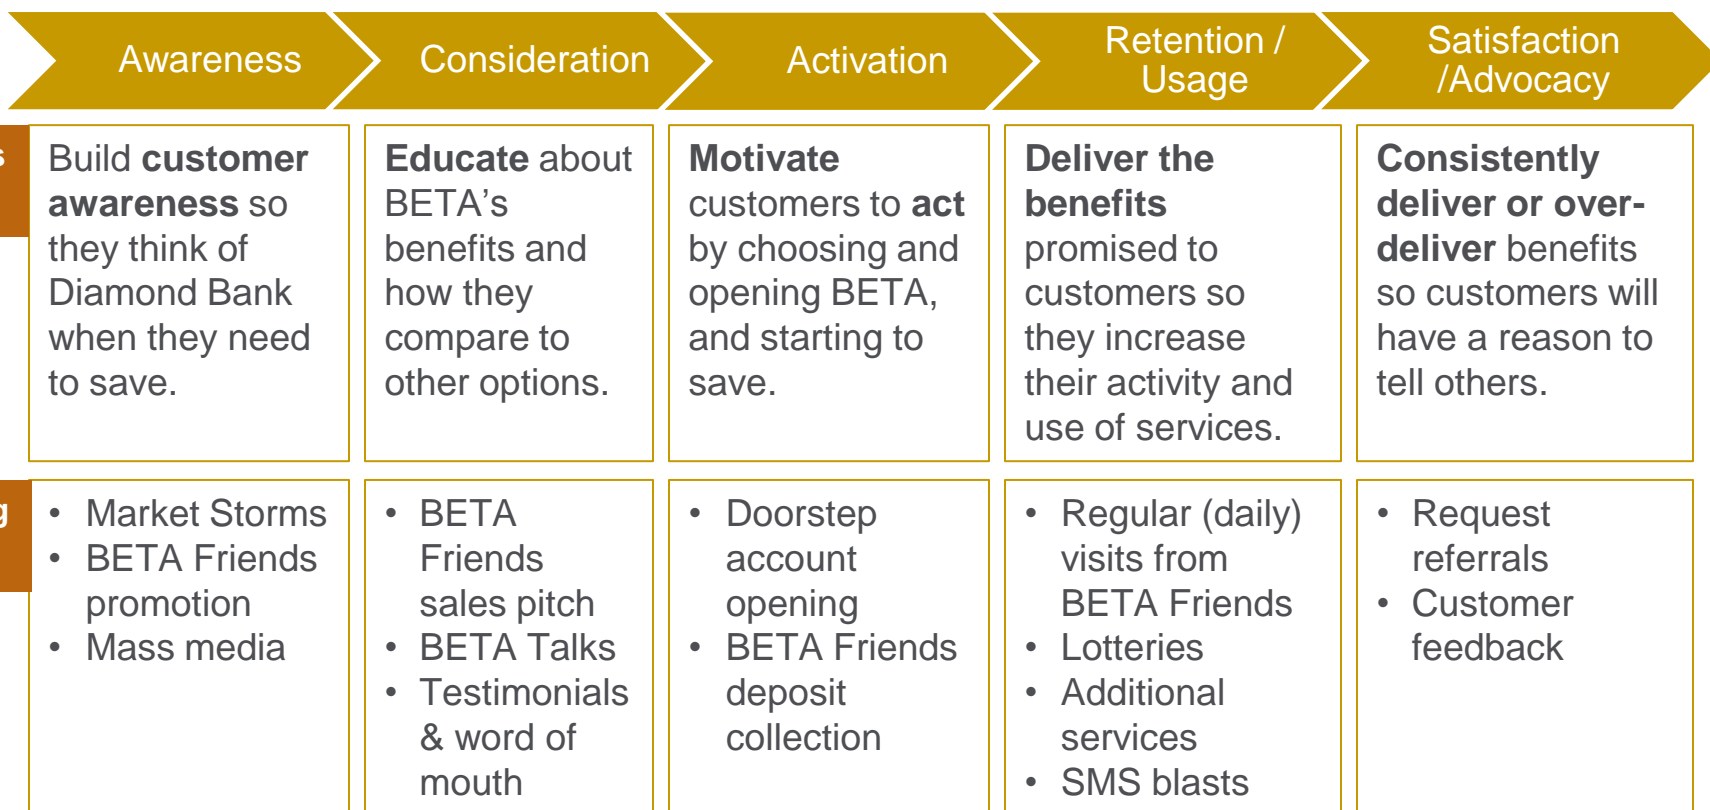 Awareness
Consideration
Activation
Retention /
Usage
Satisfaction
/Advocacy
s
Build customer
awareness so
they think of
Diamond Bank
when they need
to save.
Educate about
BETA’s
benefits and
how they
compare to
other options.
Motivate
customers to act
by choosing and
opening BETA,
and starting to
save.
Deliver the
benefits
promised to
customers so
they increase
their activity and
use of services.
Consistently
deliver or over-
deliver benefits
so customers will
have a reason to
tell others.
g
• Market Storms
• BETA Friends
promotion
• Mass media
• BETA
Friends
sales pitch
• BETA Talks
• Testimonials
& word of
mouth
• Doorstep
account
opening
• BETA Friends
deposit
collection
• Regular (daily)
visits from
BETA Friends
• Lotteries
• Additional
services
• SMS blasts
• Request
referrals
• Customer
feedback